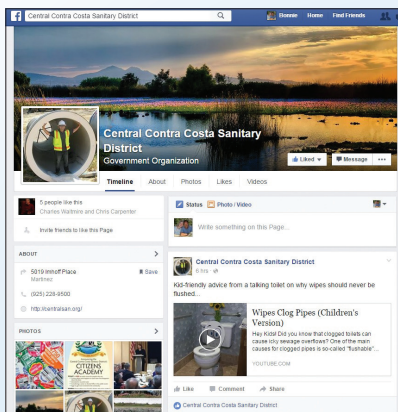 Central Contra Costa Sanitary District
Bonnie Home Find Friends
Central Contra Costa Sanitary
District
Government Organization
Liked Message
Timeline About Photos Likes Videos
5 people like this
Charles Waltmire and Chris Carpenter
Invite friends to like this Page
ABOUT
5019 Imhoff Place
Martinez
Save
(925) 228-9500
http://centralsan.org/
PHOTOS
CITIZENS
ACADEMY
Status Photo / Video
Write something on this Page...
Central Contra Costa Sanitary District
6 hrs
Kid-friendly advice from a talking toilet on why wipes should never be
flushed...
Wipes Clog Pipes (Children's
Version)
Hey Kids! Did you know that clogged toilets can
cause icky sewage overflows? One of the main
causes for clogged pipes is so-called "flushable"...
YOUTUBE.COM
Like Comment Share
Central Contra Costa Sanitary District